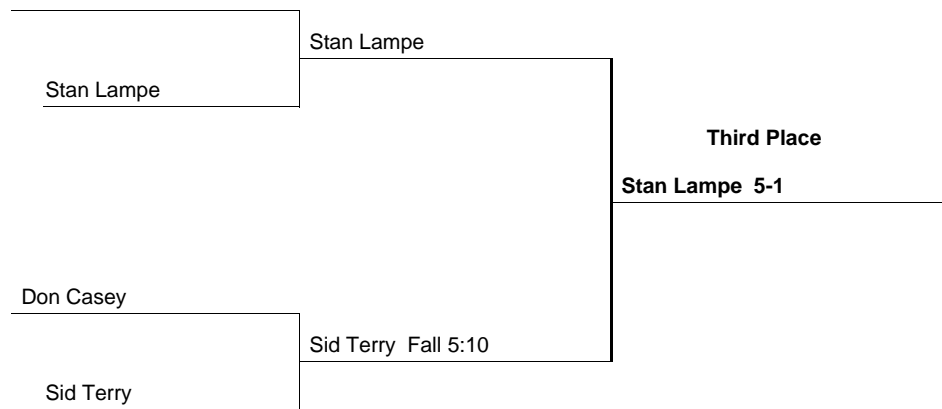 Stan Lampe
Stan Lampe
Third Place
Stan Lampe 5-1
Don Casey
Sid Terry Fall 5:10
Sid Terry